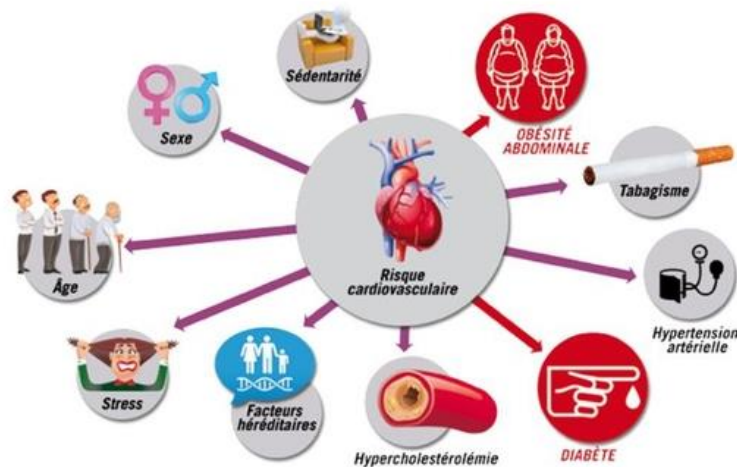 Sédentarité
OBÉSITÉ
ABDOMINALE
Sexe
Tabagisme
Âge
Risque
cardiovasculaire
Hypertension
artérielle
Stress
Facteurs
héréditaires
Hypercholestérolémie
DIABÈTE